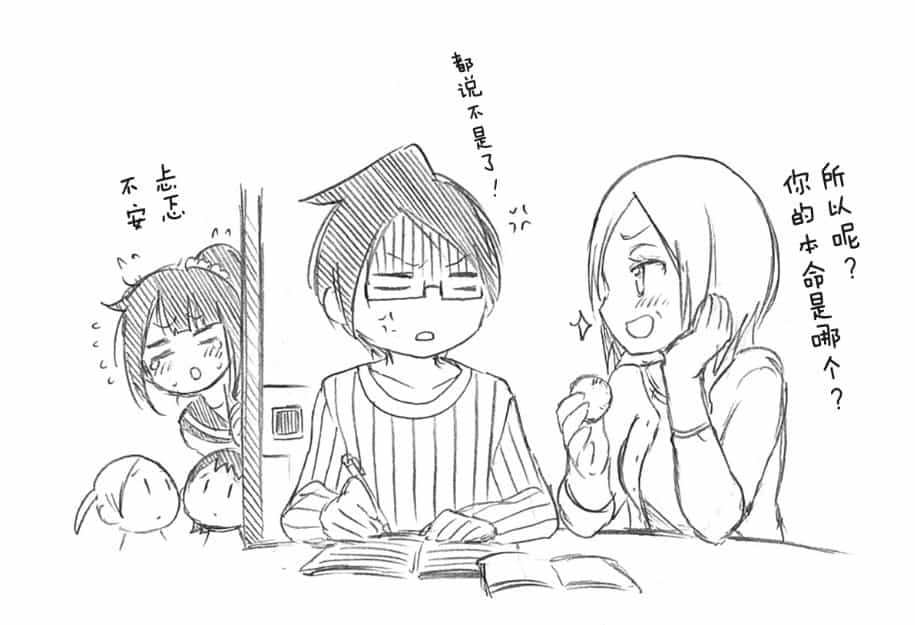 所以呢？
你的本命是哪个？
都说不是了！
忐忑
不安